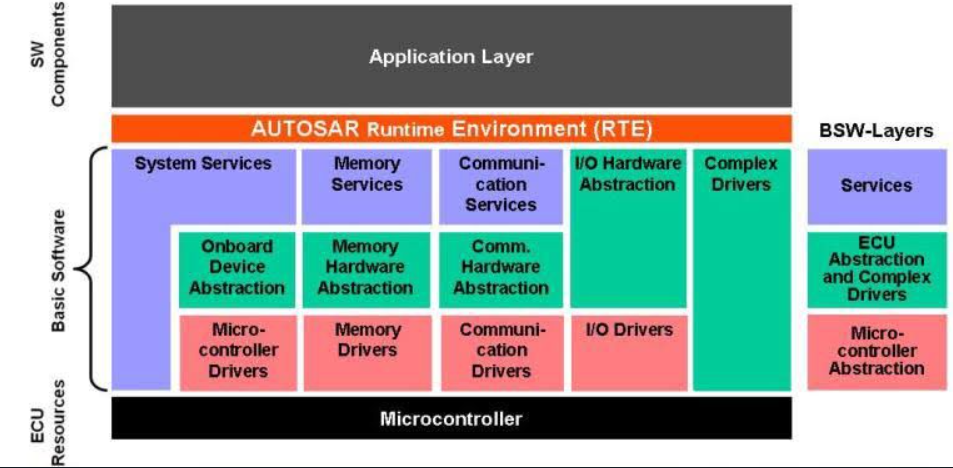 SW
Components
Application Layer
AUTOSAR Runtime Environment (RTE)
BSW-Layers
Basic Software
System Services
Memory
Services
Communi-
cation
Services
I/O Hardware
Abstraction
Complex
Drivers
Services
Onboard
Device
Abstraction
Memory
Hardware
Abstraction
Comm.
Hardware
Abstraction
ECU
Abstraction
and Complex
Drivers
Micro-
controller
Drivers
Memory
Drivers
Communi-
cation
Drivers
I/O Drivers
Micro-
controller
Abstraction
ECU
Resources
Microcontroller